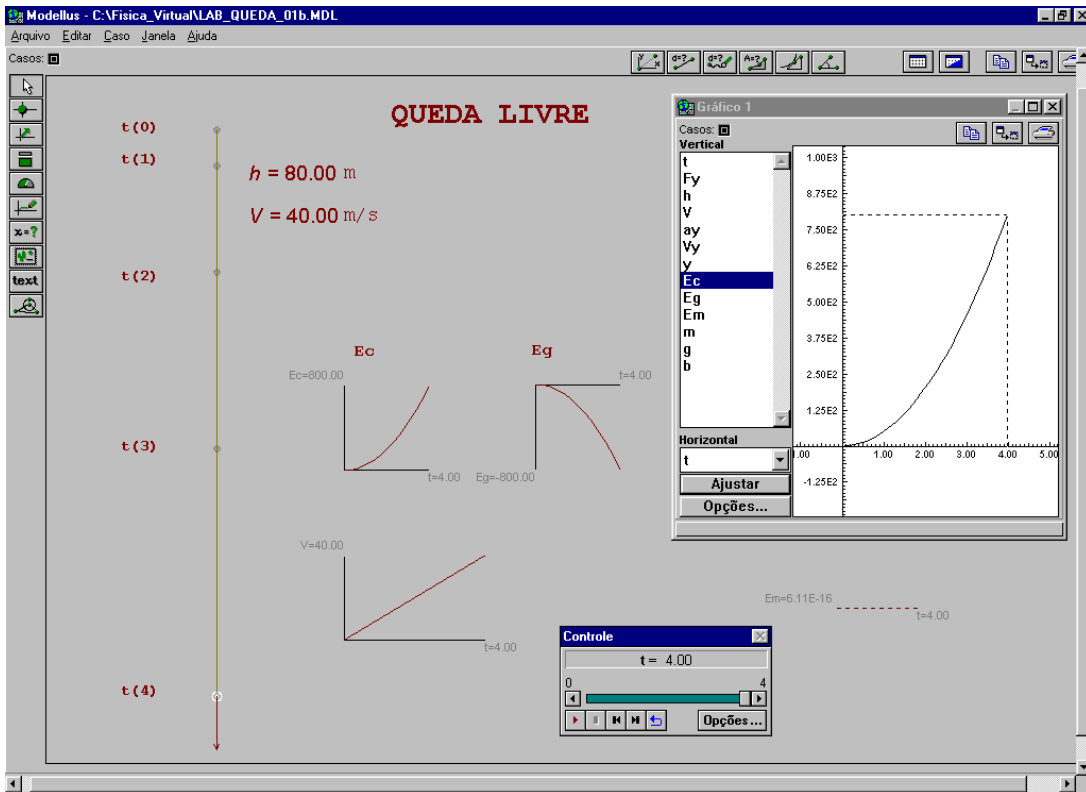 Modellus - C:\Fisica_Virtual\LAB_QUEDA_01b.MDL
Arquivo Editar Caso Janela Ajuda
Casos:
QUEDA LIVRE
t(0)
t(1)
h = 80.00 m
V = 40.00 m/s
t(2)
t(3)
t(4)
x=?
text
Ec
Ec=800.00
t=4.00
Eg
t=4.00
Eg=-800.00
V=40.00
t=4.00
Em=6.11E-16
t=4.00
Gráfico 1
Casos:
Vertical
t
Fy
h
V
ay
Vy
y
Ec
Eg
Em
m
g
b
Horizontal
t
Ajustar
Opções...
1.00E3
8.75E2
7.50E2
6.25E2
5.00E2
3.75E2
2.50E2
1.25E2
-1.25E2
1.00 1.00 2.00 3.00 4.00 5.00
Controle
t = 4.00
0 4
Opções...